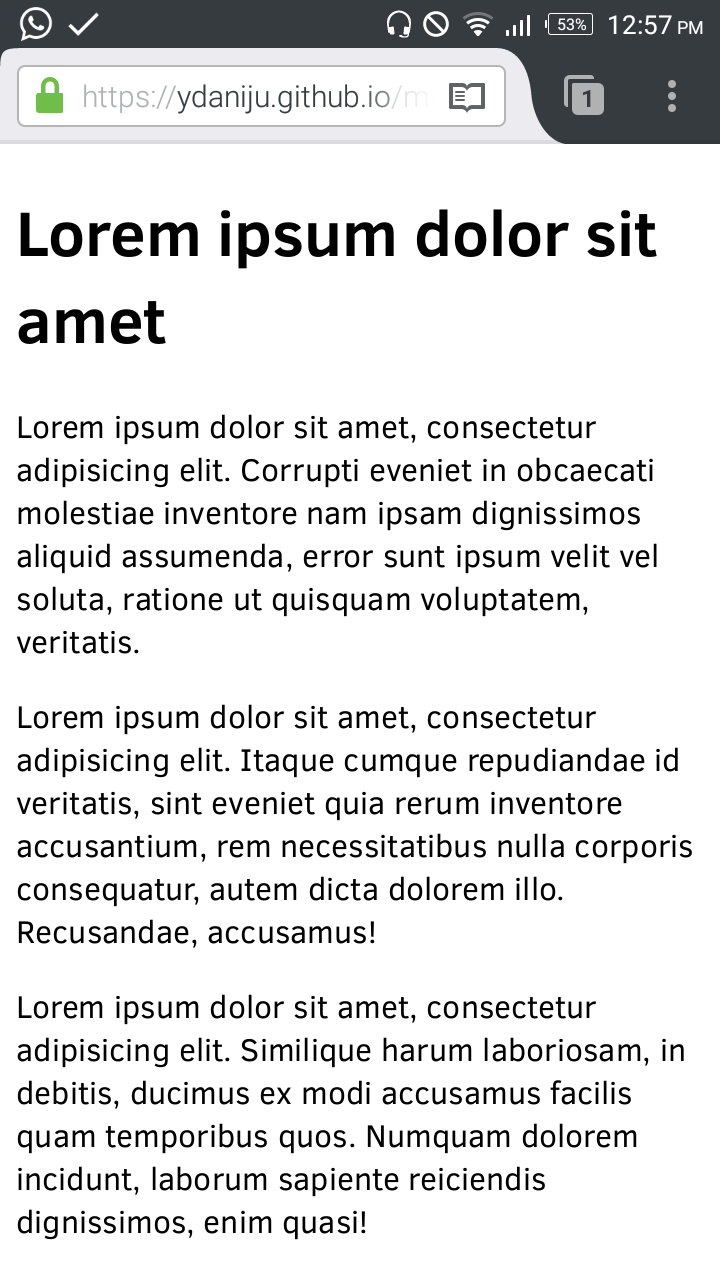 53% 12:57 PM
https://ydaniju.github.io/m
1
Lorem ipsum dolor sit
amet
Lorem ipsum dolor sit amet, consectetur
adipisicing elit. Corrupti eveniet in obcaecati
molestiae inventore nam ipsam dignissimos
aliquid assumenda, error sunt ipsum velit vel
soluta, ratione ut quisquam voluptatem,
veritatis.
Lorem ipsum dolor sit amet, consectetur
adipisicing elit. Itaque cumque repudiandae id
veritatis, sint eveniet quia rerum inventore
accusantium, rem necessitatibus nulla corporis
consequatur, autem dicta dolorem illo.
Recusandae, accusamus!
Lorem ipsum dolor sit amet, consectetur
adipisicing elit. Similique harum laboriosam, in
debitis, ducimus ex modi accusamus facilis
quam temporibus quos. Numquam dolorem
incidunt, laborum sapiente reiciendis
dignissimos, enim quasi!